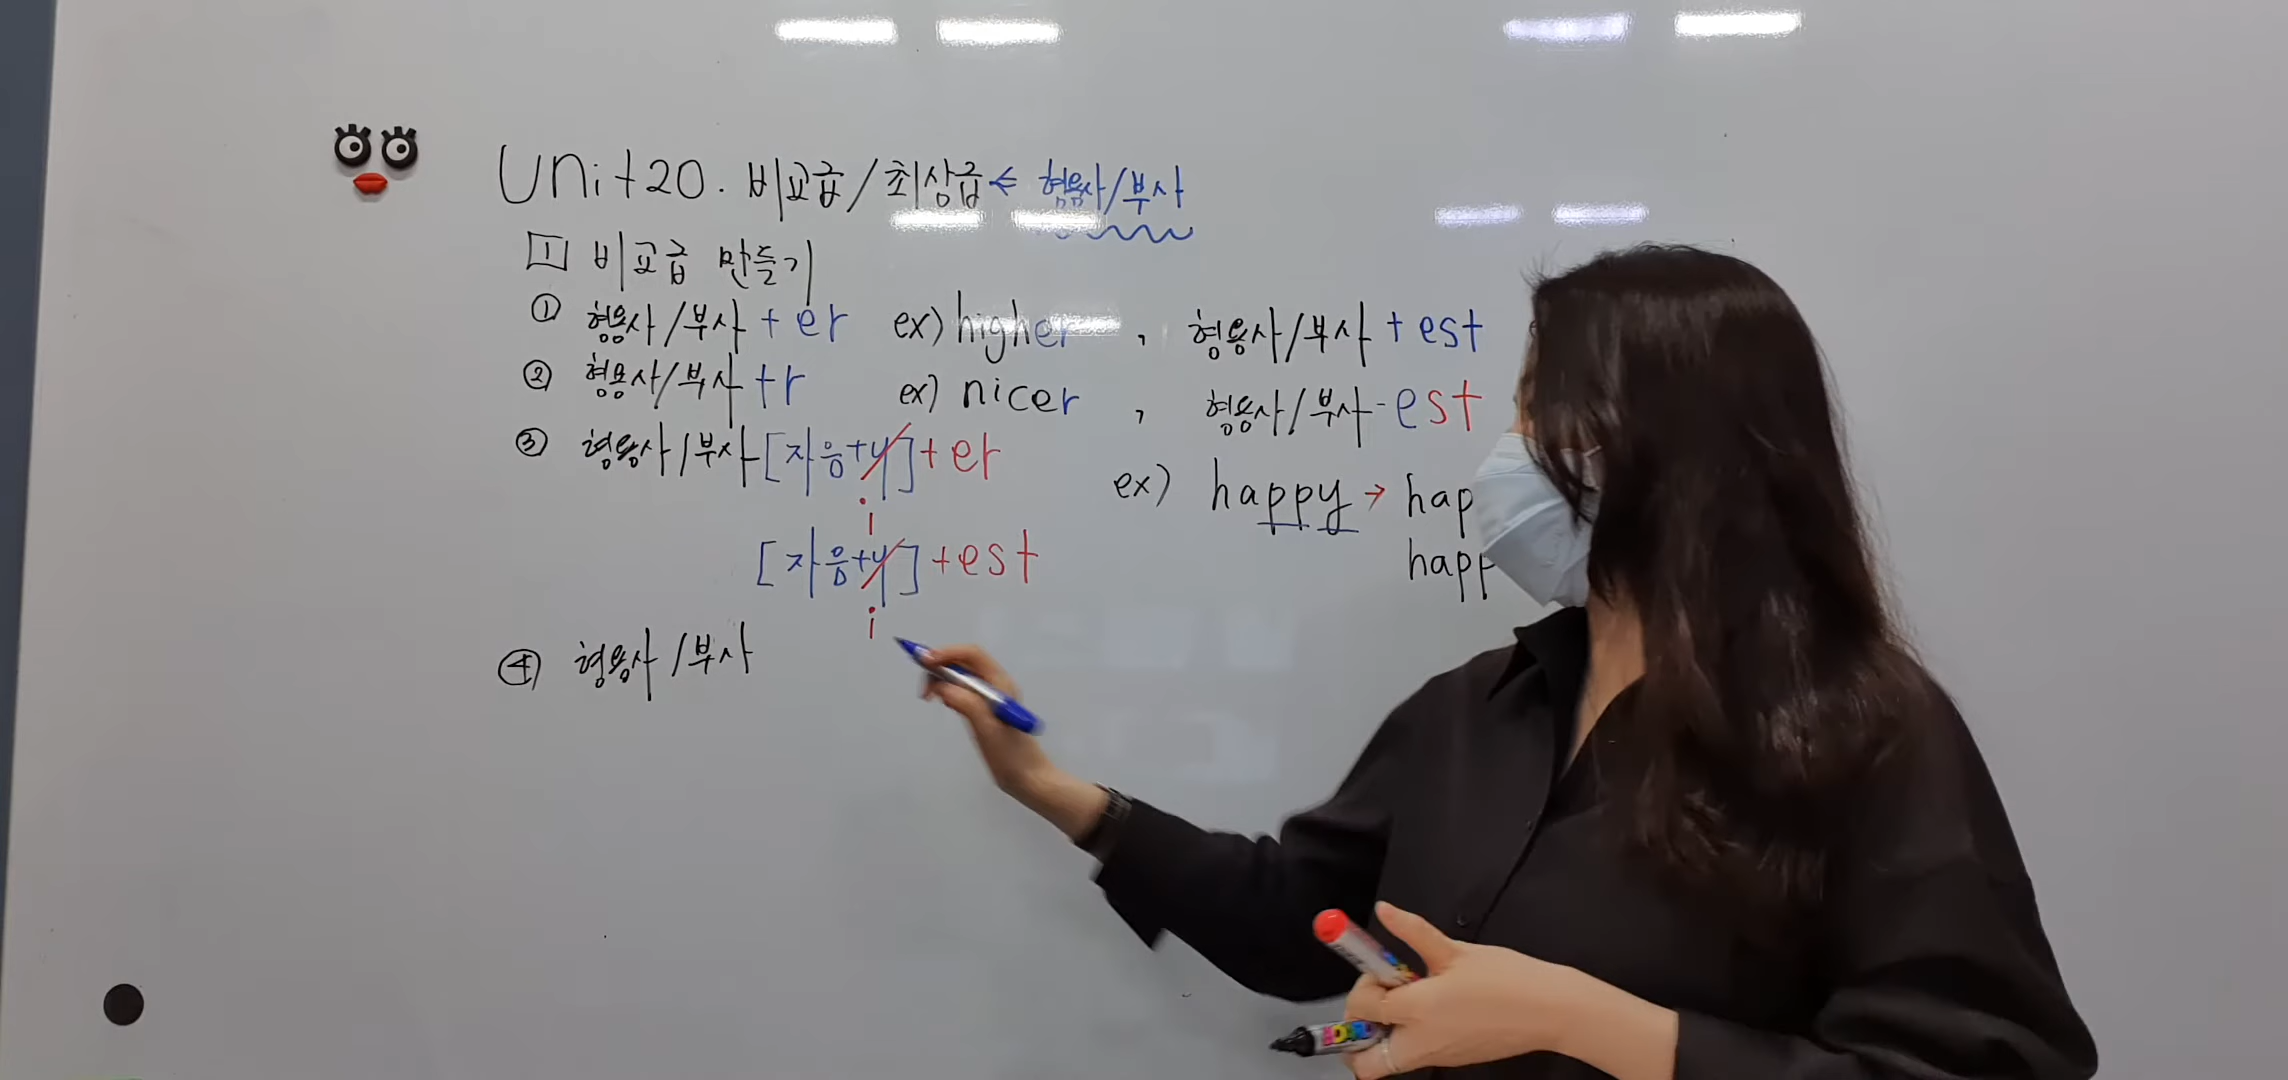 Unit 20. 비교급/최상급 ← 형용사/부사
1 비교급 만들기
① 형용사/부사 + er ex) higher , 형용사/부사 + est
② 형용사/부사 + r ex) nicer , 형용사/부사 - est
③ 형용사/부사 [자음+y] + er ex) happy → hap
i happ
[자음+y] + est
i
④ 형용사/부사